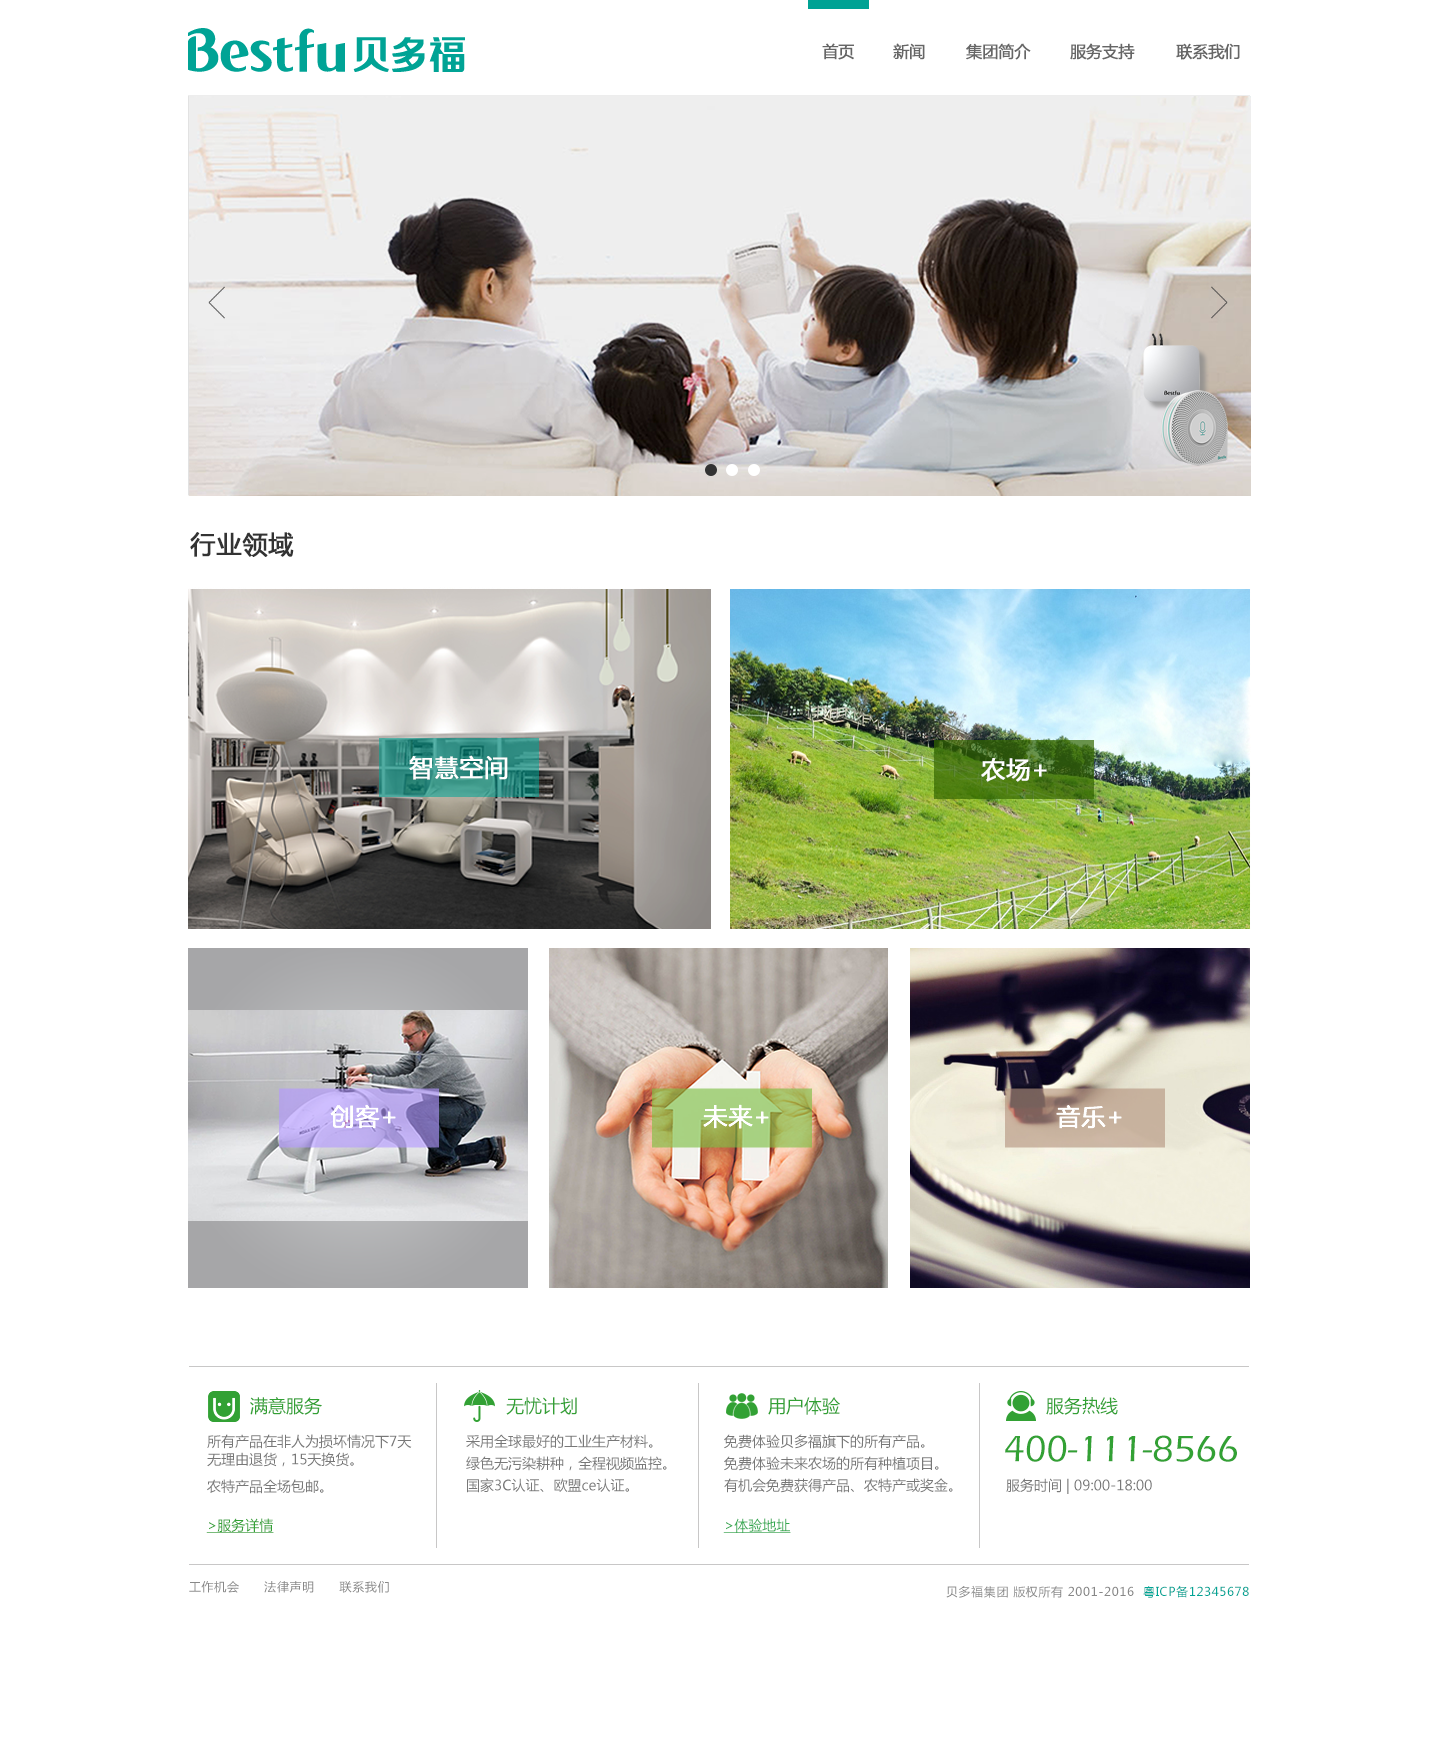 Bestfu贝多福
首页 新闻 集团简介 服务支持 联系我们
Bestfu
行业领域
智慧空间
农场+
创客+
未来+
音乐+
满意服务
所有产品在非人为损坏情况下7天
无理由退货，15天换货。
农特产品全场包邮。
>服务详情
无忧计划
采用全球最好的工业生产材料。
绿色无污染耕种，全程视频监控。
国家3C认证、欧盟ce认证。
用户体验
免费体验贝多福旗下的所有产品。
免费体验未来农场的所有种植项目。
有机会免费获得产品、农特产或奖金。
>体验地址
服务热线
400-111-8566
服务时间 | 09:00-18:00
工作机会 法律声明 联系我们
贝多福集团 版权所有 2001-2016 粤ICP备12345678